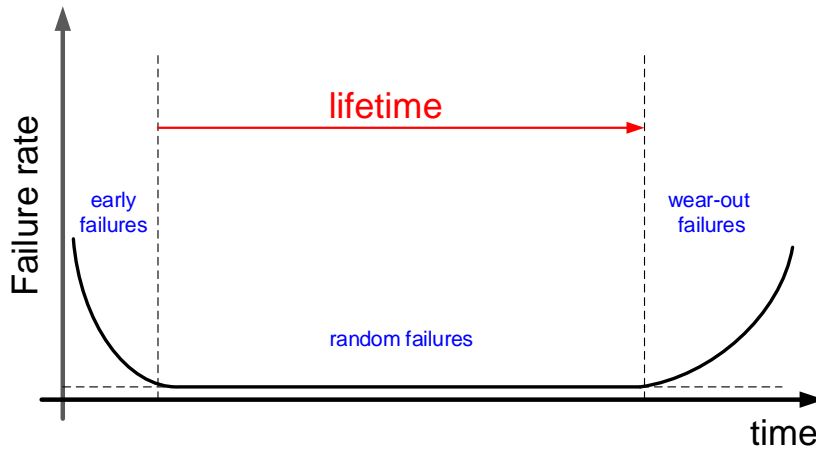 lifetime
Failure rate
early
failures
wear-out
failures
random failures
time